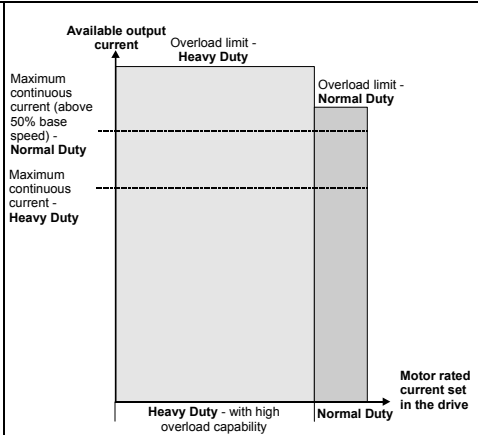 Available output
current
Overload limit -
Heavy Duty
Maximum
continuous
current (above
50% base
speed) -
Normal Duty
Overload limit -
Normal Duty
Maximum
continuous
current -
Heavy Duty
Motor rated
current set
in the drive
Heavy Duty - with high
overload capability
Normal Duty